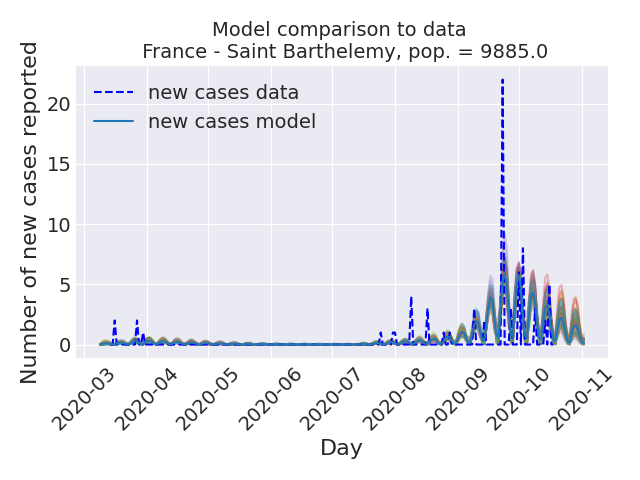 Model comparison to data
France - Saint Barthelemy, pop. = 9885.0
Number of new cases reported
20
15
10
5
0
new cases data
new cases model
2020-03
2020-04
2020-05
2020-06
2020-07
2020-08
2020-09
2020-10
2020-11
Day